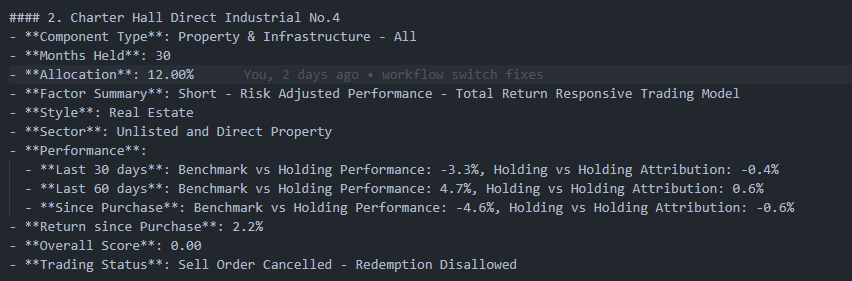 #### 2. Charter Hall Direct Industrial No.4
- **Component Type**: Property & Infrastructure - All
- **Months Held**: 30
- **Allocation**: 12.00% You, 2 days ago • workflow switch fixes
- **Factor Summary**: Short - Risk Adjusted Performance - Total Return Responsive Trading Model
- **Style**: Real Estate
- **Sector**: Unlisted and Direct Property
- **Performance**:
- **Last 30 days**: Benchmark vs Holding Performance: -3.3%, Holding vs Holding Attribution: -0.4%
- **Last 60 days**: Benchmark vs Holding Performance: 4.7%, Holding vs Holding Attribution: 0.6%
- **Since Purchase**: Benchmark vs Holding Performance: -4.6%, Holding vs Holding Attribution: -0.6%
- **Return since Purchase**: 2.2%
- **Overall Score**: 0.00
- **Trading Status**: Sell Order Cancelled - Redemption Disallowed